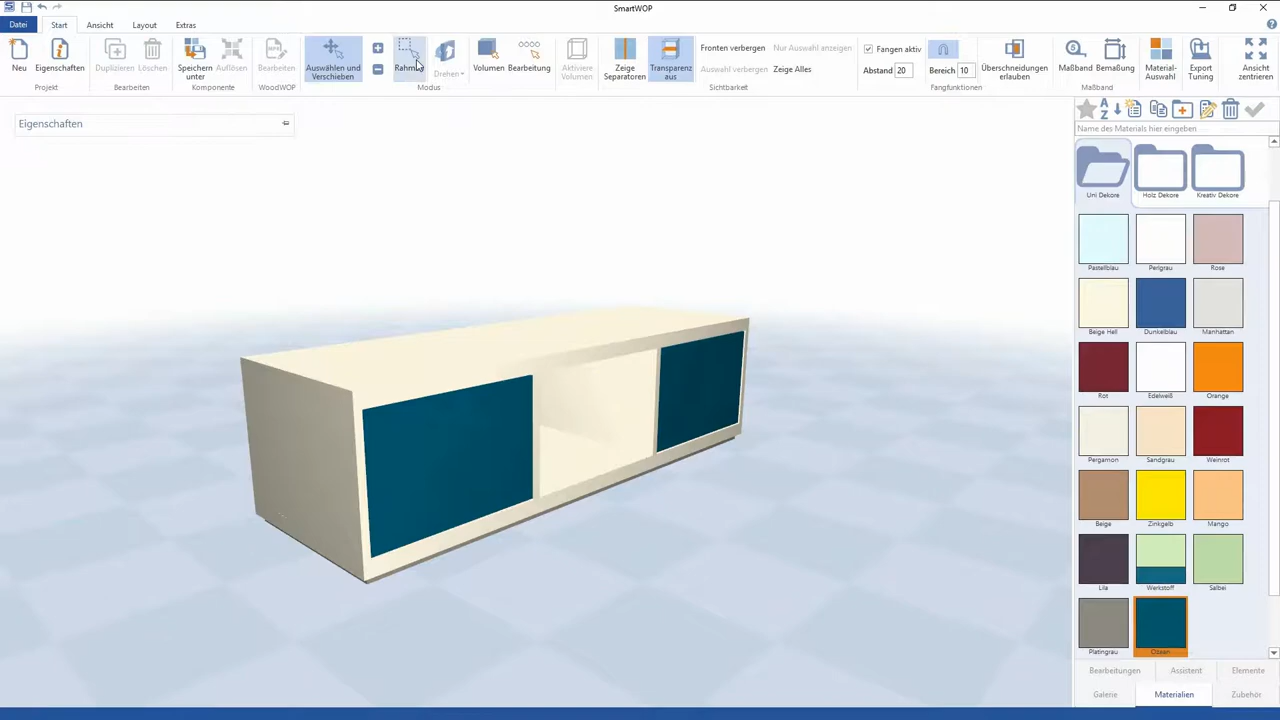 SmartWOP
Datei Start Ansicht Layout Extras
Neu Eigenschaften Duplizieren Löschen Speichern unter Auflösen Bearbeiten Auswählen und Verschieben Drehen Volumen Bearbeitung Aktiviere Volumen Zeige Separatoren Transparenz aus
Fronten verbergen Nur Auswahl anzeigen
Auswahl verbergen Zeige Alles
Fangen aktiv
Abstand 20 Bereich 10
Überschneidungen erlauben Maßband Bemaßung Material-Auswahl Export Tuning Ansicht zentrieren
Projekt Bearbeiten Komponente WoodWOP Modus Sichtbarkeit Fangfunktionen Maßband
Eigenschaften
Name des Materials hier eingeben
Uni Dekore Holz Dekore Kreativ Dekore
Pastellblau Perlgrau Rose
Beige Hell Dunkelblau Manhattan
Rot Edelweiß Orange
Pergamon Sandgrau Weinrot
Beige Zinkgelb Mango
Lila Werkstoff Salbei
Platingrau Ozean
Bearbeitungen Assistent Elemente
Galerie Materialien Zubehör